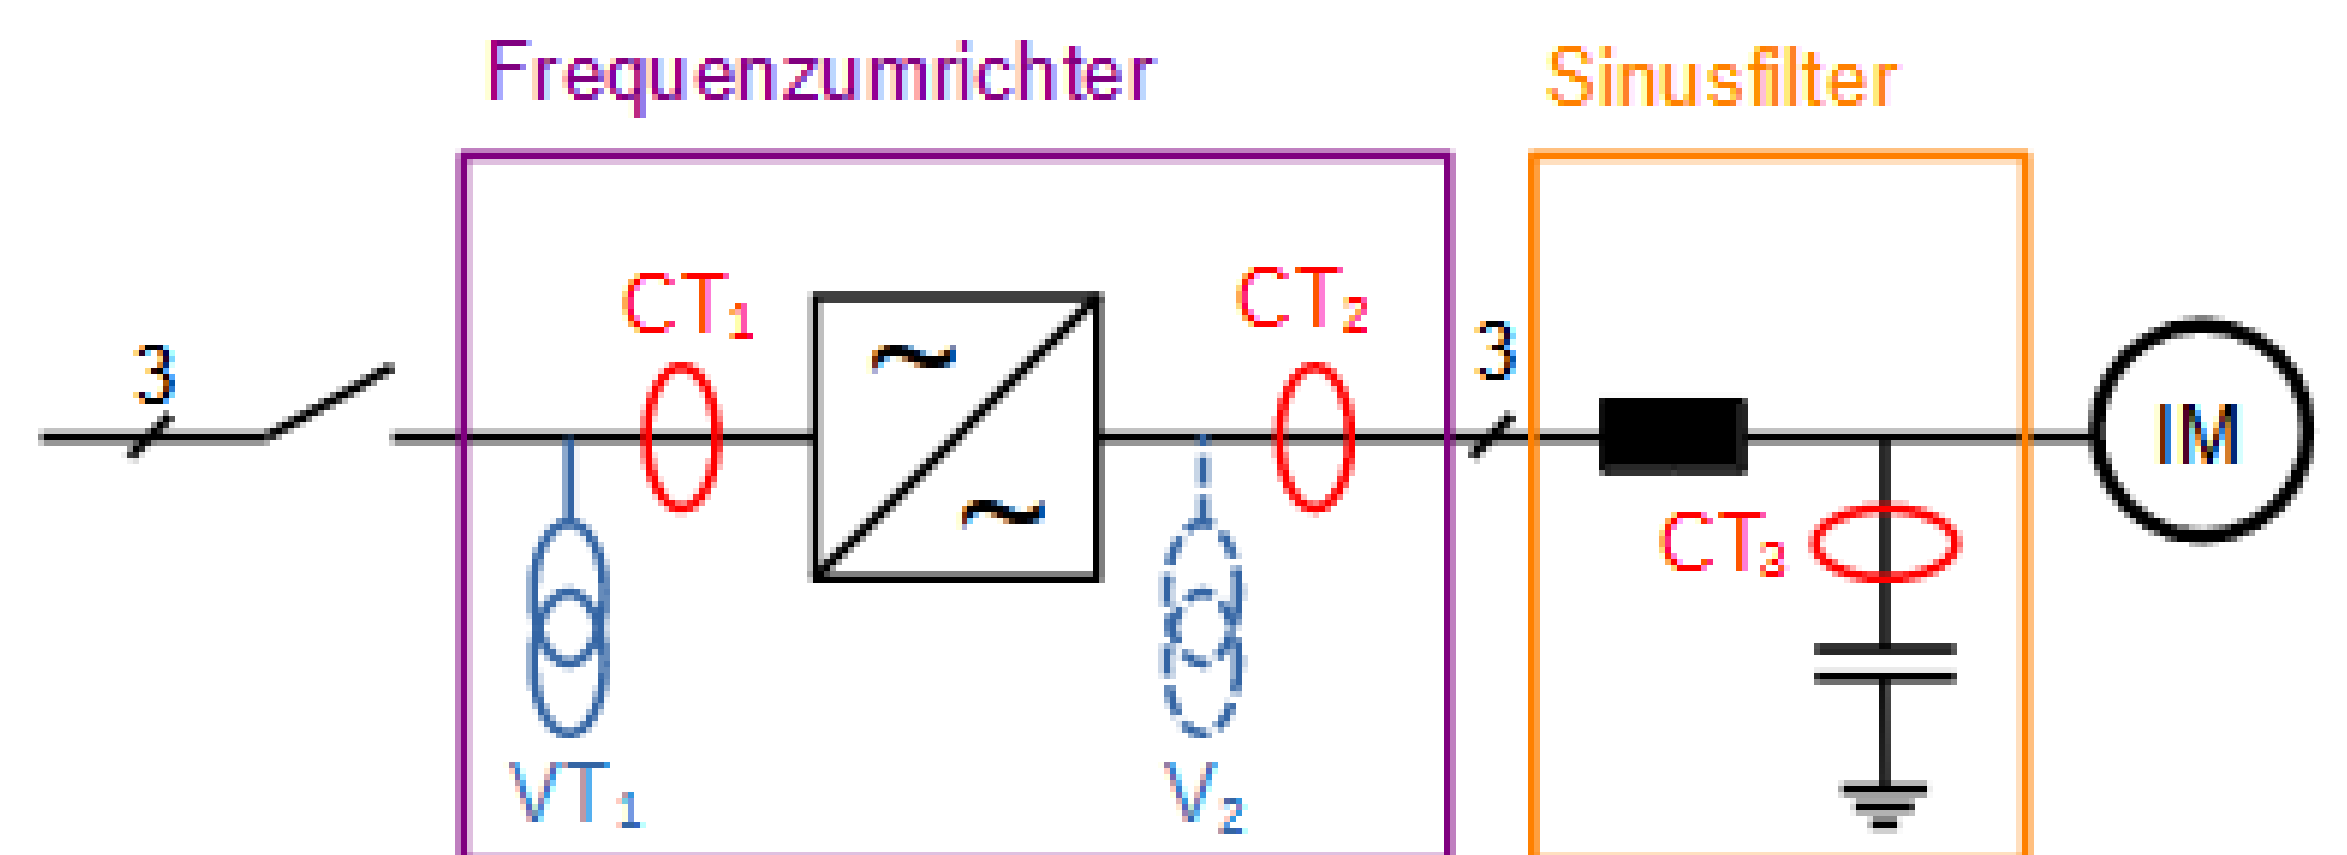 Frequenzumrichter
Sinusfilter
CT₁
CT₂
3
3
~
~
IM
CT₃
VT₁
V₂